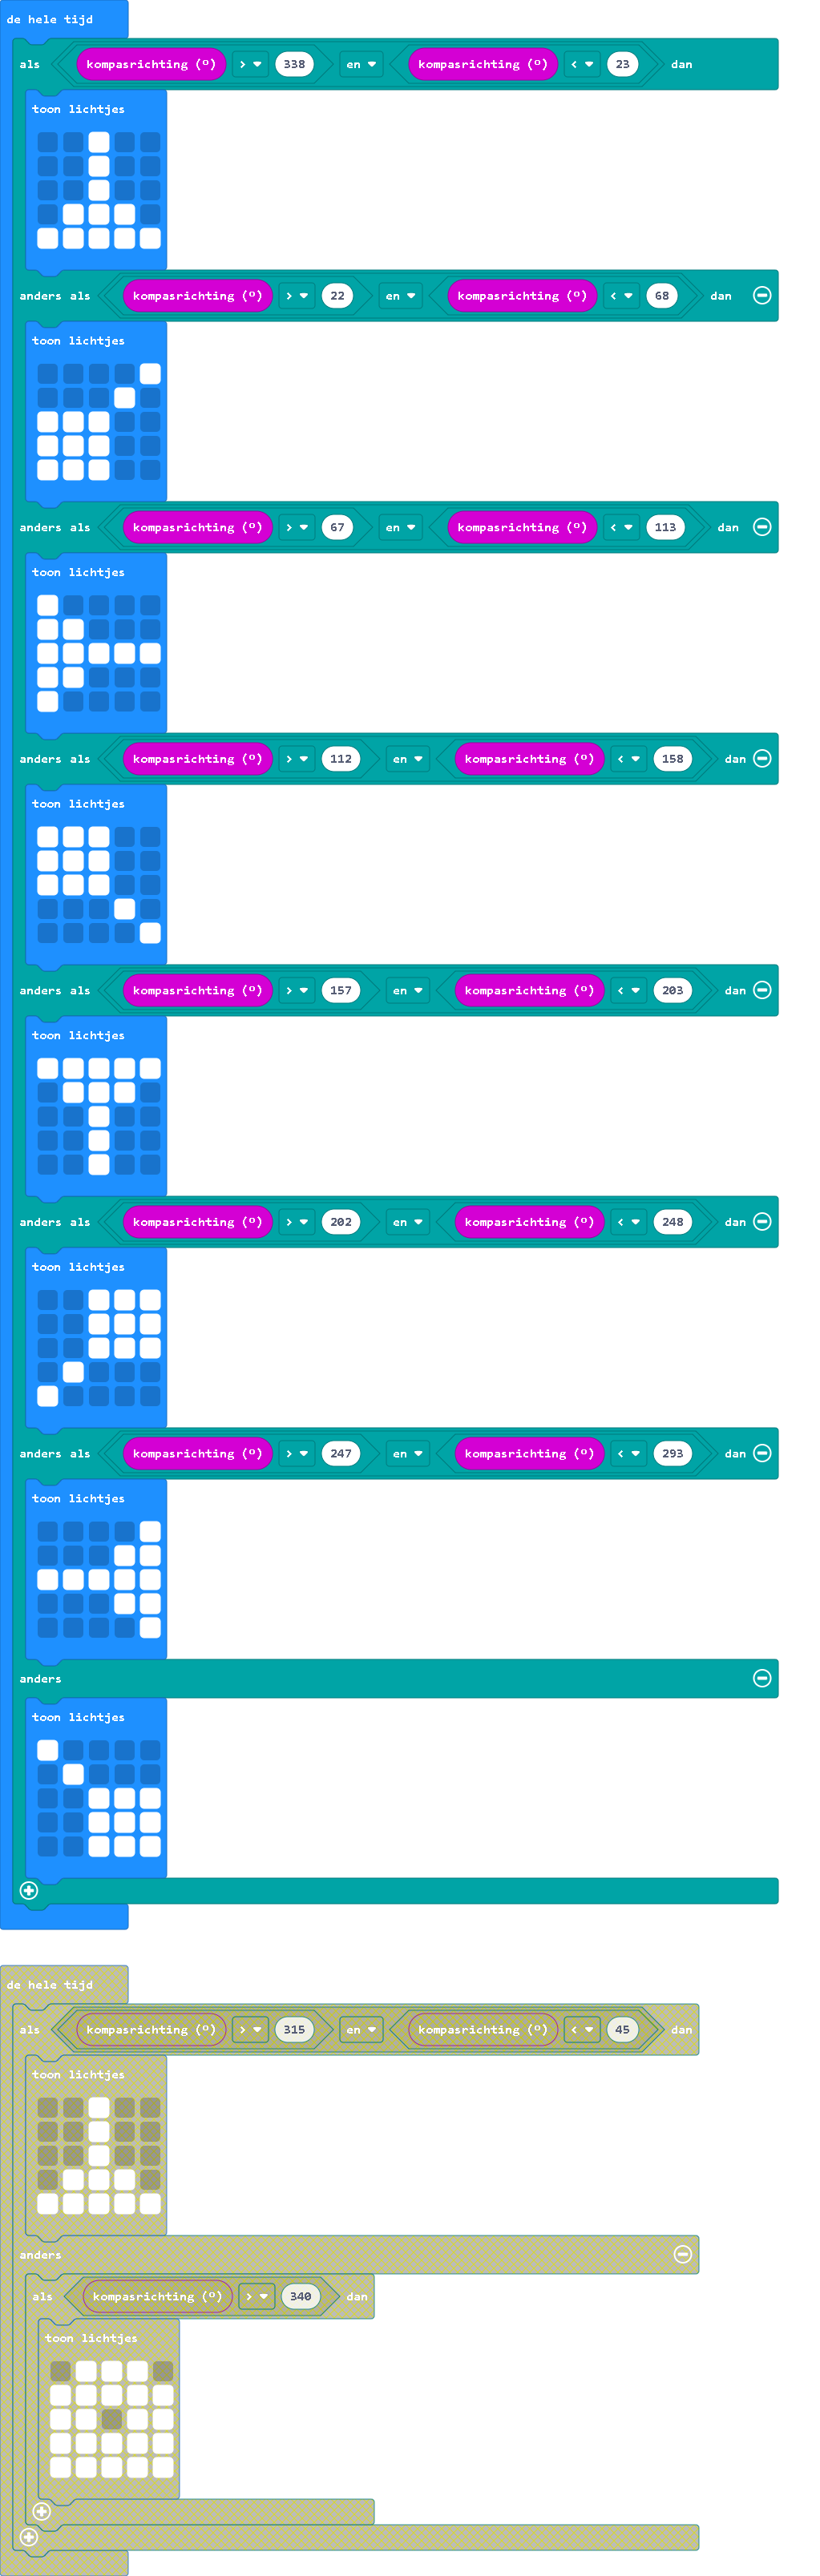 de hele tijd
als kompasrichting (°) > 338 en kompasrichting (°) < 23 dan
toon lichtjes
anders als kompasrichting (°) > 22 en kompasrichting (°) < 68 dan
toon lichtjes
anders als kompasrichting (°) > 67 en kompasrichting (°) < 113 dan
toon lichtjes
anders als kompasrichting (°) > 112 en kompasrichting (°) < 158 dan
toon lichtjes
anders als kompasrichting (°) > 157 en kompasrichting (°) < 203 dan
toon lichtjes
anders als kompasrichting (°) > 202 en kompasrichting (°) < 248 dan
toon lichtjes
anders als kompasrichting (°) > 247 en kompasrichting (°) < 293 dan
toon lichtjes
anders
toon lichtjes
de hele tijd
als kompasrichting (°) > 315 en kompasrichting (°) < 45 dan
toon lichtjes
anders
als kompasrichting (°) > 340 dan
toon lichtjes